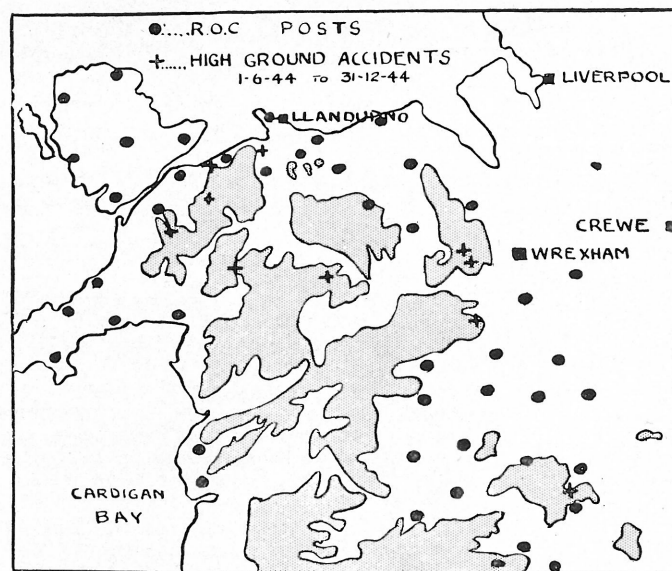 R.O.C POSTS
HIGH GROUND ACCIDENTS
1-6-44 TO 31-12-44
LIVERPOOL
LLANDUDNO
CREWE
WREXHAM
CARDIGAN
BAY